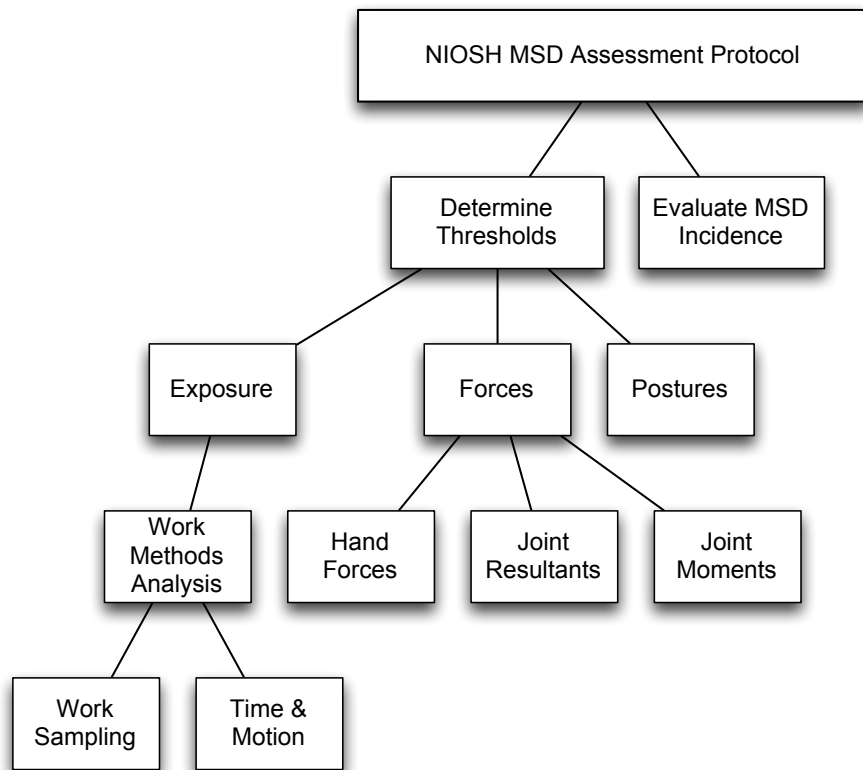 NIOSH MSD Assessment Protocol
Determine
Thresholds
Evaluate MSD
Incidence
Exposure
Forces
Postures
Work
Methods
Analysis
Hand
Forces
Joint
Resultants
Joint
Moments
Work
Sampling
Time &
Motion